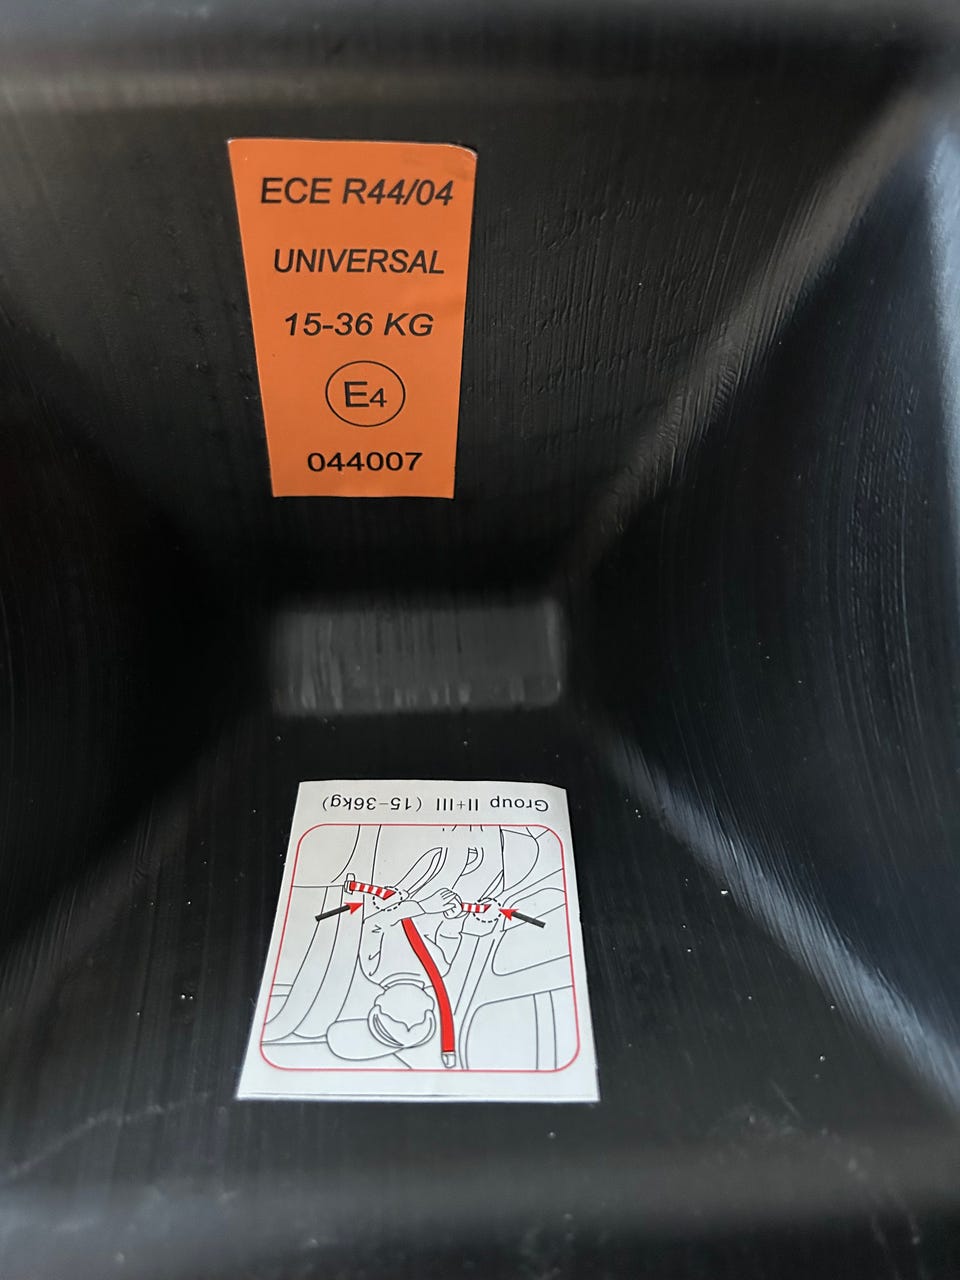 ECE R44/04
UNIVERSAL
15-36 KG
E4
044007
Group II+III (15-36kg)